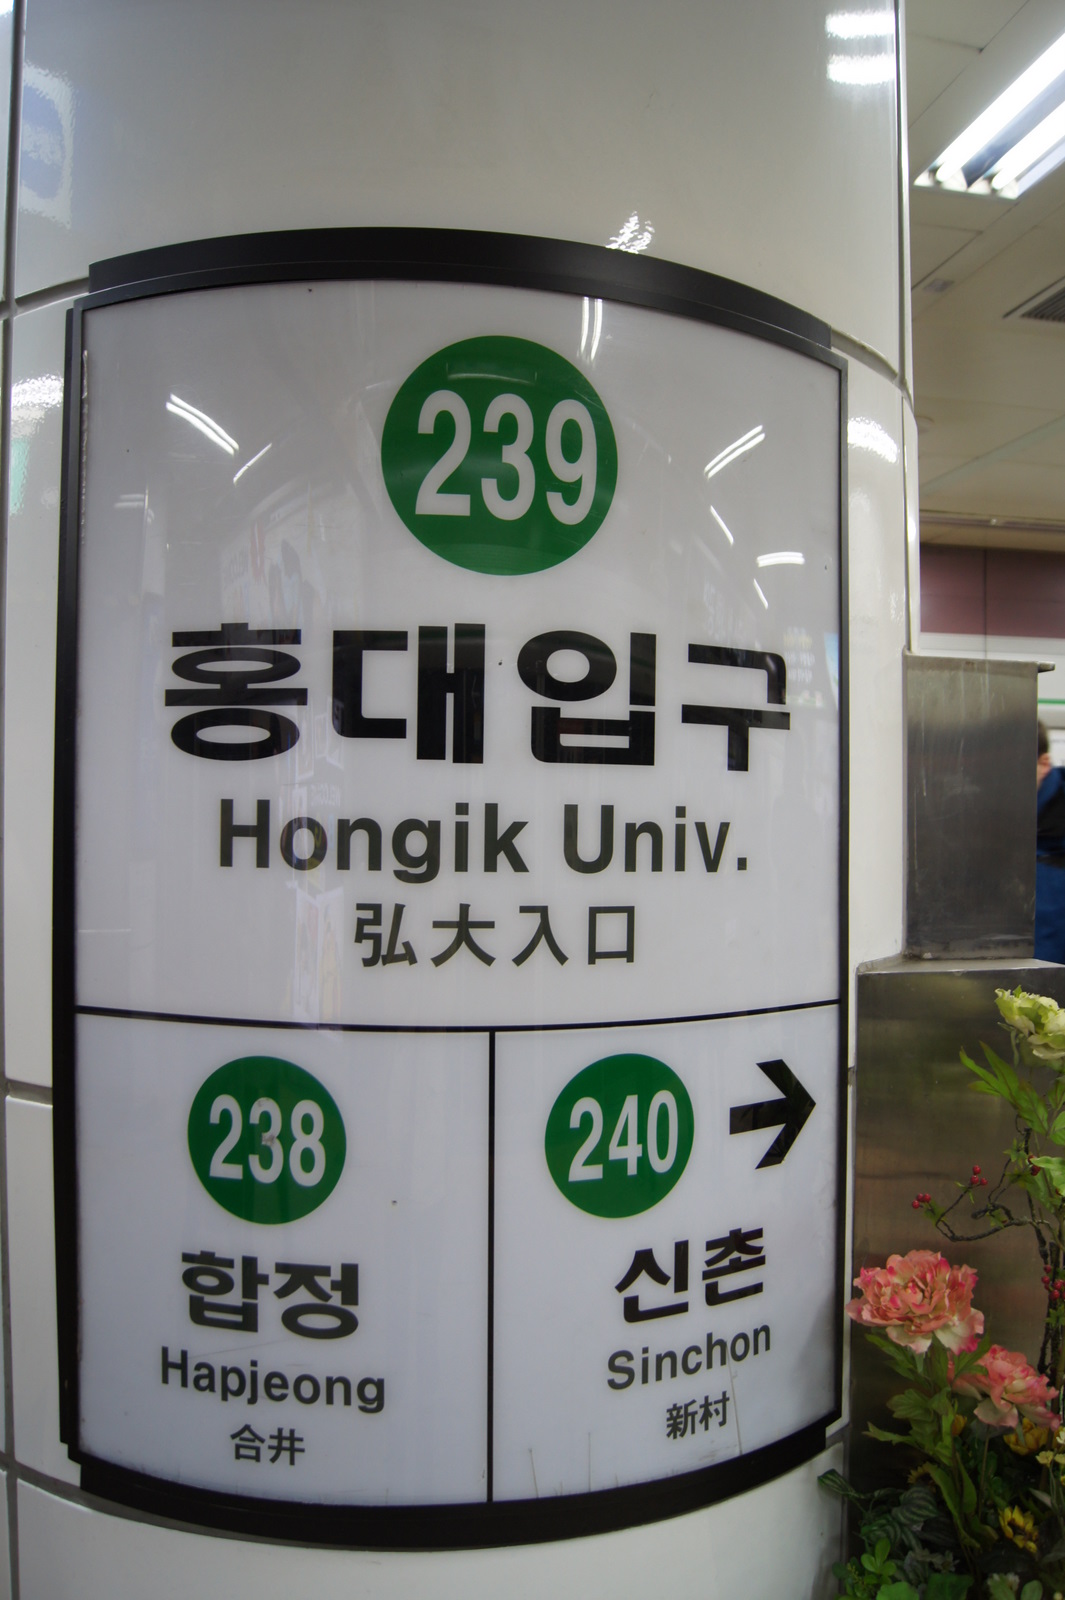 239
홍대입구
Hongik Univ.
弘大入口
238
합정
Hapjeong
合井
240 →
신촌
Sinchon
新村